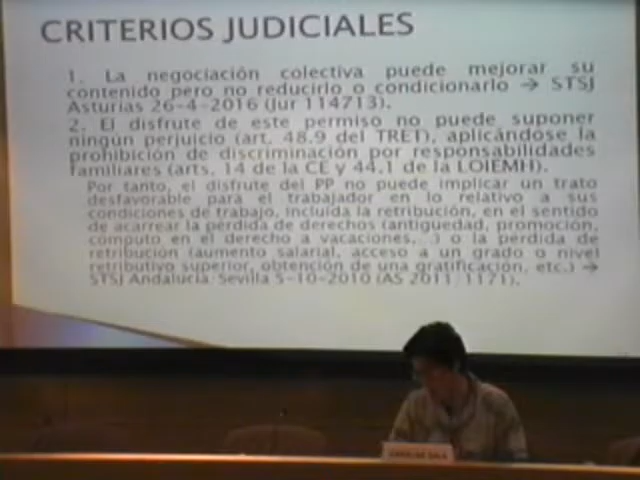 CRITERIOS JUDICIALES
1. La negociación colectiva puede mejorar su
contenido pero no reducirlo o condicionarlo → STSJ
Asturias 26-4-2016 (Jur 114713).
2. El disfrute de este permiso no puede suponer
ningún perjuicio (art. 48.9 del TRET), aplicándose la
prohibición de discriminación por responsabilidades
familiares (arts. 14 de la CE y 44.1 de la LOIEMH).
Por tanto, el disfrute del PP no puede implicar un trato
desfavorable para el trabajador en lo relativo a sus
condiciones de trabajo, incluida la retribución, en el sentido
de acarrear la pérdida de derechos (antigüedad, promoción,
computo en el derecho a vacaciones, ..) o la pérdida de
retribución (aumento salarial, acceso a un grado o nivel
retributivo superior, obtención de una gratificación, etc.) →
STSJ Andalucía/Sevilla 5-10-2010 (AS 2011/1171).